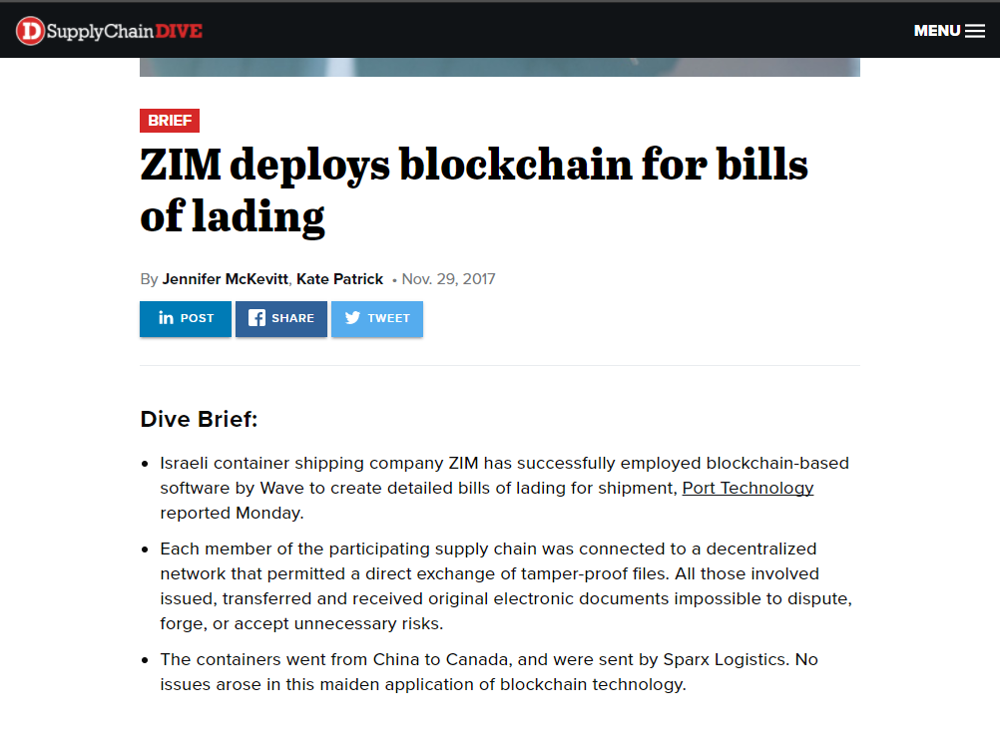 D SupplyChainDIVE
MENU
BRIEF
ZIM deploys blockchain for bills
of lading
By Jennifer McKevitt, Kate Patrick • Nov. 29, 2017
in POST
f SHARE
TWEET
Dive Brief:
• Israeli container shipping company ZIM has successfully employed blockchain-based
software by Wave to create detailed bills of lading for shipment, Port Technology
reported Monday.
• Each member of the participating supply chain was connected to a decentralized
network that permitted a direct exchange of tamper-proof files. All those involved
issued, transferred and received original electronic documents impossible to dispute,
forge, or accept unnecessary risks.
• The containers went from China to Canada, and were sent by Sparx Logistics. No
issues arose in this maiden application of blockchain technology.